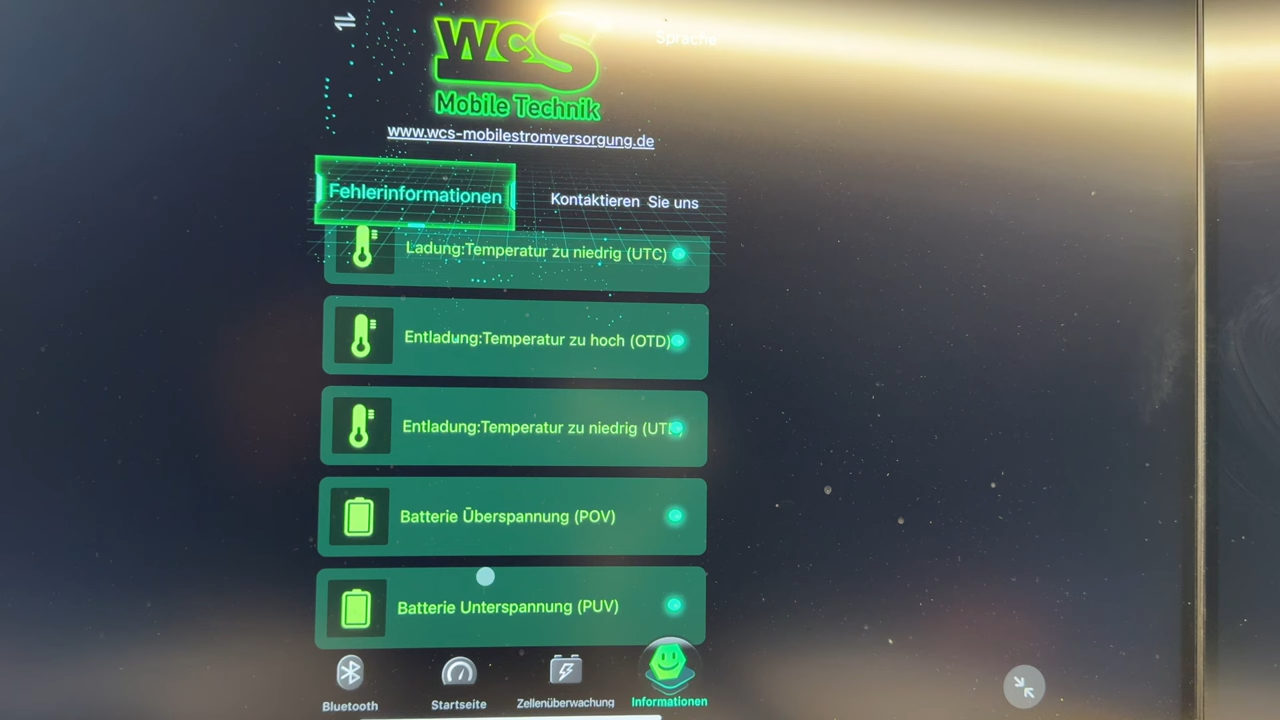 WCS
Sprache
Mobile Technik
www.wcs-mobilestromversorgung.de
Fehlerinformationen
Kontaktieren Sie uns
Ladung:Temperatur zu niedrig (UTC)
Entladung:Temperatur zu hoch (OTD)
Entladung:Temperatur zu niedrig
Batterie Überspannung (POV)
Batterie Unterspannung (PUV)
Bluetooth
Startseite
Zellenüberwachung
Informationen